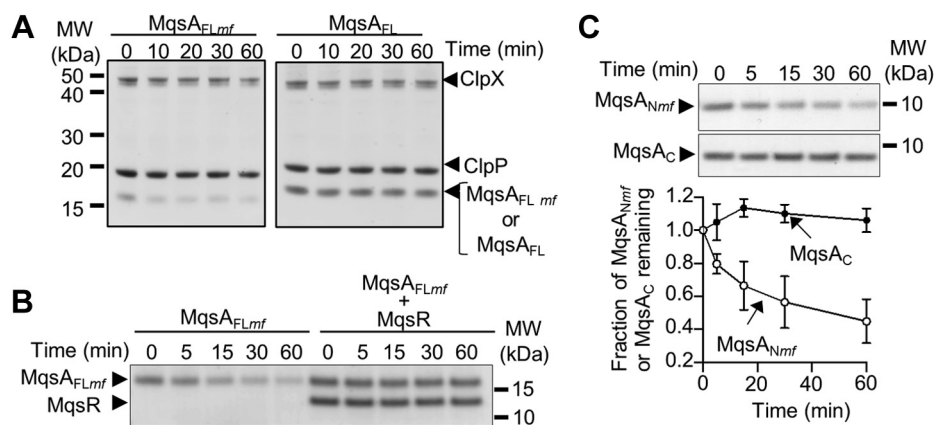 A
MW
(kDa)
MqsAFLmf
MqsAFL
0 10 20 30 60
0 10 20 30 60
Time (min)
50
40
30
20
15
ClpX
ClpP
MqsAFL mf
or
MqsAFL
B
MqsAFLmf
MqsAFLmf
+
MqsR
MW
(kDa)
Time (min)
0 5 15 30 60
0 5 15 30 60
MqsAFLmf
MqsR
15
10
C
MW
(kDa)
Time (min)
0 5 15 30 60
MqsANmf
10
MqsAC
10
Fraction of MqsANmf
or MqsAC remaining
1.2
1.0
0.8
0.6
0.4
0.2
MqsAC
MqsANmf
0 20 40 60
Time (min)